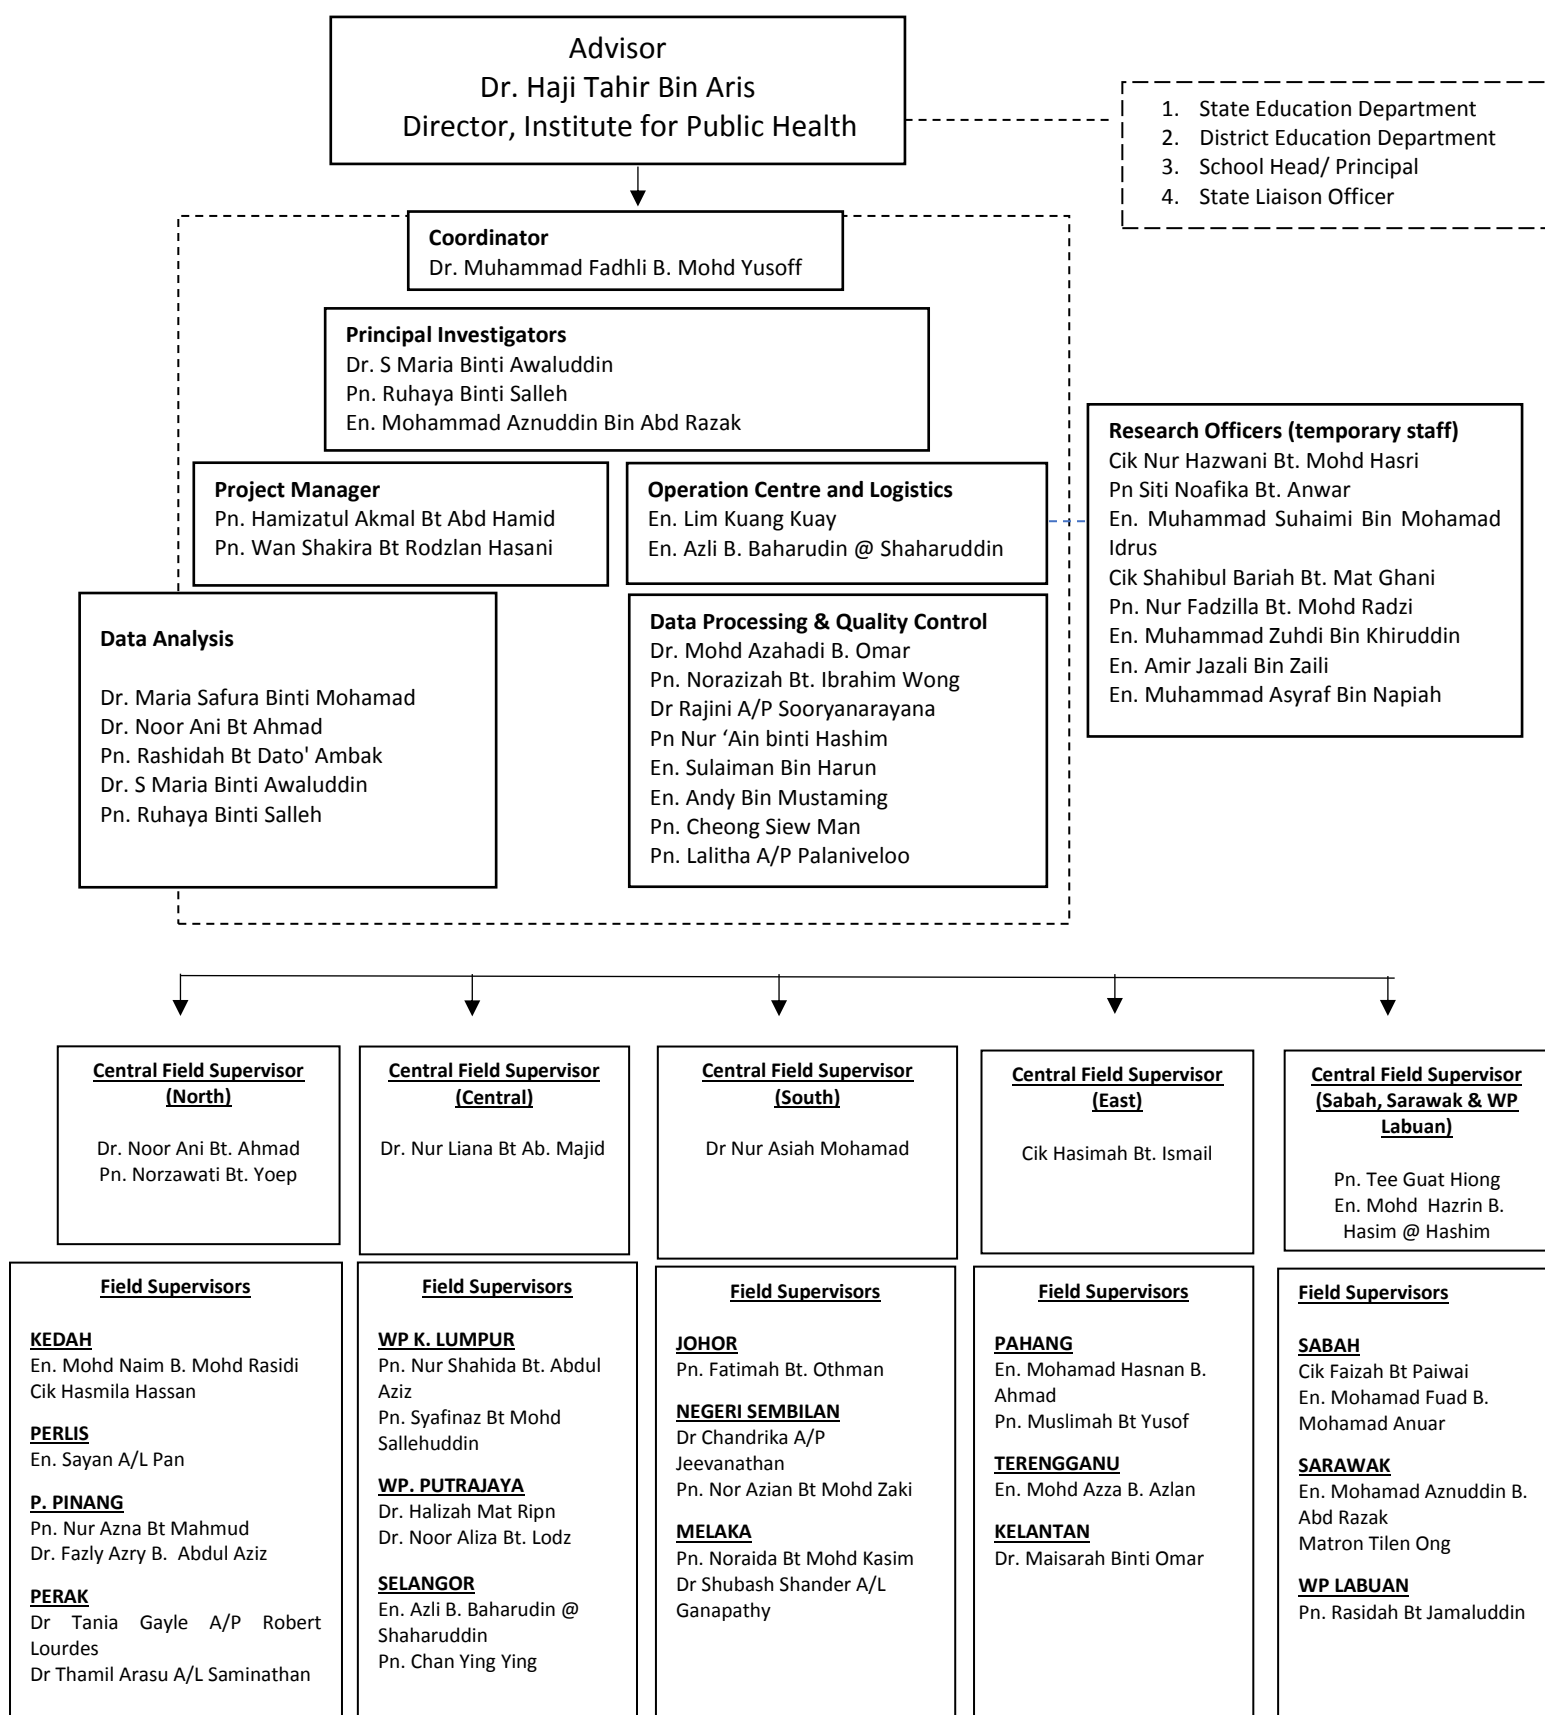 Advisor
Dr. Haji Tahir Bin Aris
Director, Institute for Public Health
1. State Education Department
2. District Education Department
3. School Head/ Principal
4. State Liaison Officer
Coordinator
Dr. Muhammad Fadhli B. Mohd Yusoff
Principal Investigators
Dr. S Maria Binti Awaluddin
Pn. Ruhaya Binti Salleh
En. Mohammad Aznuddin Bin Abd Razak
Project Manager
Pn. Hamizatul Akmal Bt Abd Hamid
Pn. Wan Shakira Bt Rodzlan Hasani
Operation Centre and Logistics
En. Lim Kuang Kuay
En. Azli B. Baharudin @ Shaharuddin
Research Officers (temporary staff)
Cik Nur Hazwani Bt. Mohd Hasri
Pn Siti Noafika Bt. Anwar
En. Muhammad Suhaimi Bin Mohamad
Idrus
Cik Shahibul Bariah Bt. Mat Ghani
Pn. Nur Fadzilla Bt. Mohd Radzi
En. Muhammad Zuhdi Bin Khiruddin
En. Amir Jazali Bin Zaili
En. Muhammad Asyraf Bin Napiah
Data Analysis
Dr. Maria Safura Binti Mohamad
Dr. Noor Ani Bt Ahmad
Pn. Rashidah Bt Dato' Ambak
Dr. S Maria Binti Awaluddin
Pn. Ruhaya Binti Salleh
Data Processing & Quality Control
Dr. Mohd Azahadi B. Omar
Pn. Norazizah Bt. Ibrahim Wong
Dr Rajini A/P Sooryanarayana
Pn Nur ‘Ain binti Hashim
En. Sulaiman Bin Harun
En. Andy Bin Mustaming
Pn. Cheong Siew Man
Pn. Lalitha A/P Palaniveloo
Central Field Supervisor
(North)
Dr. Noor Ani Bt. Ahmad
Pn. Norzawati Bt. Yoep
Central Field Supervisor
(Central)
Dr. Nur Liana Bt Ab. Majid
Central Field Supervisor
(South)
Dr Nur Asiah Mohamad
Central Field Supervisor
(East)
Cik Hasimah Bt. Ismail
Central Field Supervisor
(Sabah, Sarawak & WP
Labuan)
Pn. Tee Guat Hiong
En. Mohd Hazrin B.
Hasim @ Hashim
Field Supervisors
KEDAH
En. Mohd Naim B. Mohd Rasidi
Cik Hasmila Hassan
PERLIS
En. Sayan A/L Pan
P. PINANG
Pn. Nur Azna Bt Mahmud
Dr. Fazly Azry B. Abdul Aziz
PERAK
Dr Tania Gayle A/P Robert
Lourdes
Dr Thamil Arasu A/L Saminathan
Field Supervisors
WP K. LUMPUR
Pn. Nur Shahida Bt. Abdul
Aziz
Pn. Syafinaz Bt Mohd
Sallehuddin
WP. PUTRAJAYA
Dr. Halizah Mat Ripn
Dr. Noor Aliza Bt. Lodz
SELANGOR
En. Azli B. Baharudin @
Shaharuddin
Pn. Chan Ying Ying
Field Supervisors
JOHOR
Pn. Fatimah Bt. Othman
NEGERI SEMBILAN
Dr Chandrika A/P
Jeevanathan
Pn. Nor Azian Bt Mohd Zaki
MELAKA
Pn. Noraida Bt Mohd Kasim
Dr Shubash Shander A/L
Ganapathy
Field Supervisors
PAHANG
En. Mohamad Hasnan B.
Ahmad
Pn. Muslimah Bt Yusof
TERENGGANU
En. Mohd Azza B. Azlan
KELANTAN
Dr. Maisarah Binti Omar
Field Supervisors
SABAH
Cik Faizah Bt Paiwai
En. Mohamad Fuad B.
Mohamad Anuar
SARAWAK
En. Mohamad Aznuddin B.
Abd Razak
Matron Tilen Ong
WP LABUAN
Pn. Rasidah Bt Jamaluddin